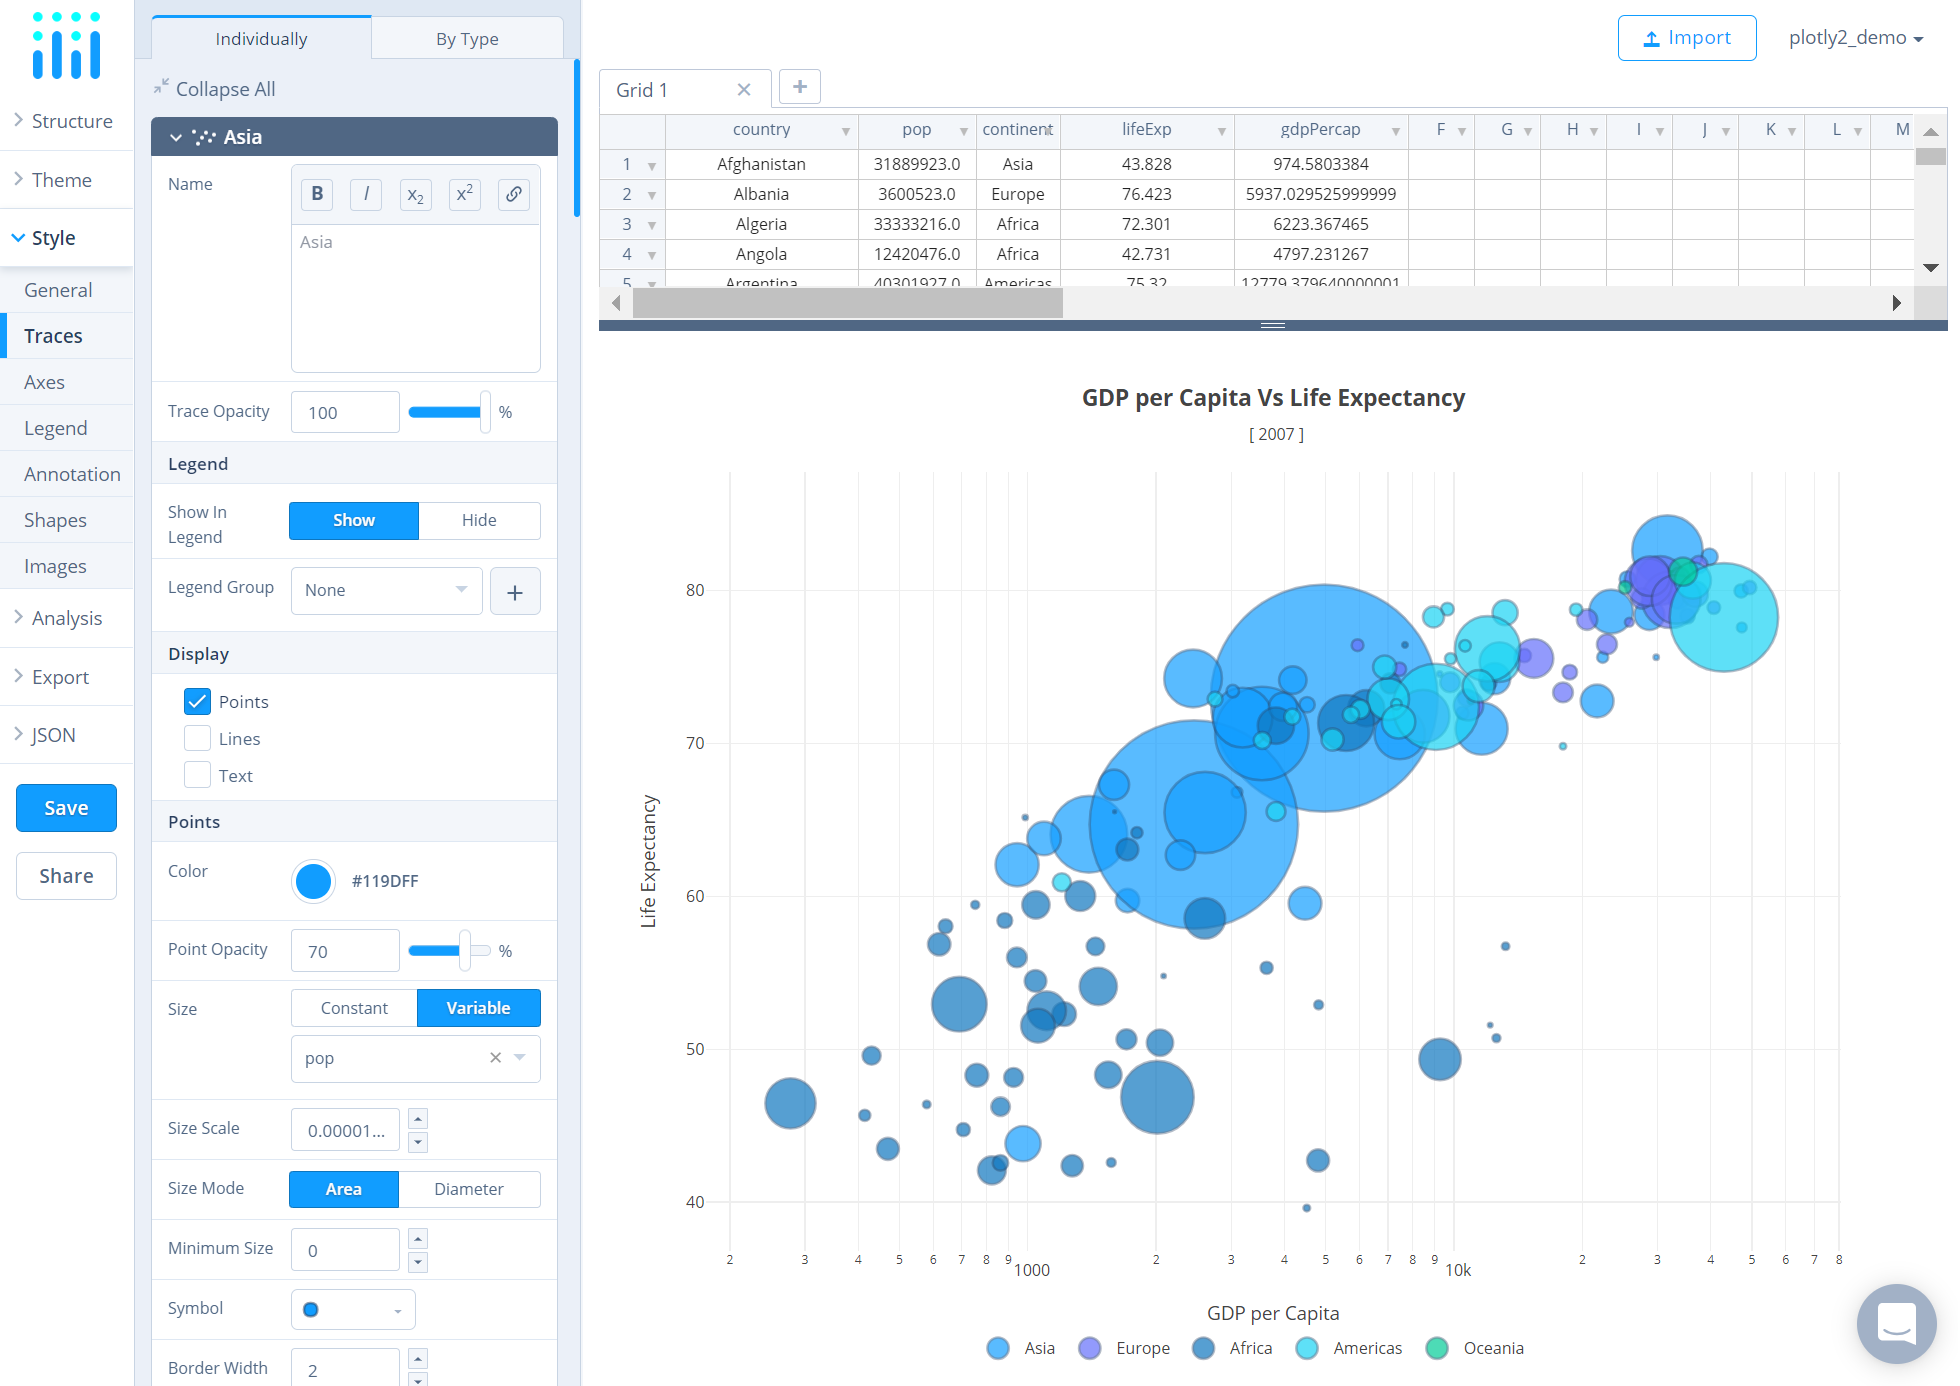 Individually
By Type
Collapse All
Import
plotly2_demo
Structure
Theme
Style
General
Traces
Axes
Legend
Annotation
Shapes
Images
Analysis
Export
JSON
Save
Share
Asia
Name
B I x2 x2
Asia
Trace Opacity 100 %
Legend
Show In
Legend
Show Hide
Legend Group None +
Display
Points
Lines
Text
Points
Color #119DFF
Point Opacity 70 %
Size Constant Variable
pop
Size Scale 0.00001...
Size Mode Area Diameter
Minimum Size 0
Symbol
Border Width 2
Grid 1 +
country pop continent lifeExp gdpPercap F G H I J K L M
1 Afghanistan 31889923.0 Asia 43.828 974.5803384
2 Albania 3600523.0 Europe 76.423 5937.029525999999
3 Algeria 33333216.0 Africa 72.301 6223.367465
4 Angola 12420476.0 Africa 42.731 4797.231267
5 Argentina 40301927.0 Americas 75.32 12779.379640000001
GDP per Capita Vs Life Expectancy
[ 2007 ]
80
70
60
50
40
Life Expectancy
2 3 4 5 6 7 8 9 1000 2 3 4 5 6 7 8 9 10k 2 3 4 5 6 7 8
GDP per Capita
Asia Europe Africa Americas Oceania